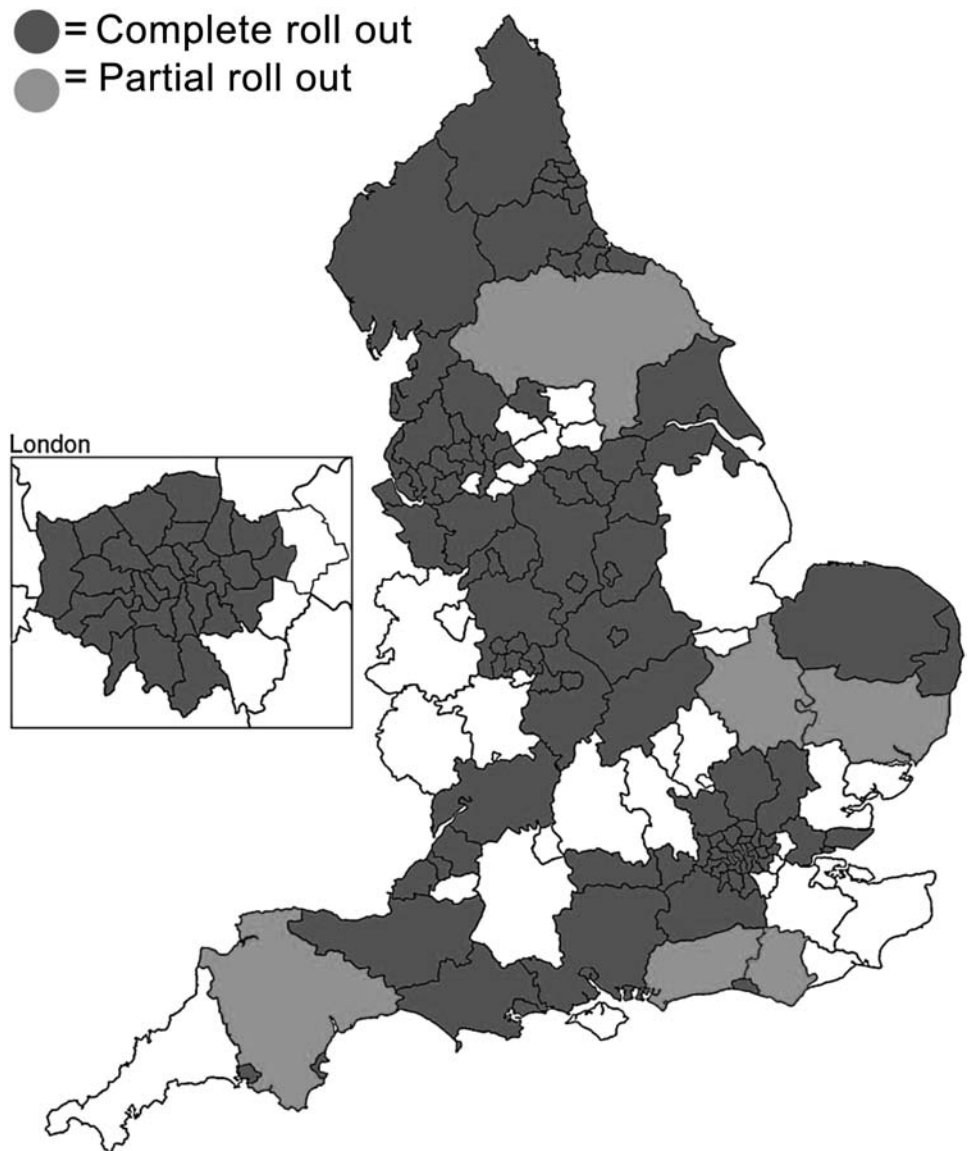 = Complete roll out
= Partial roll out
London